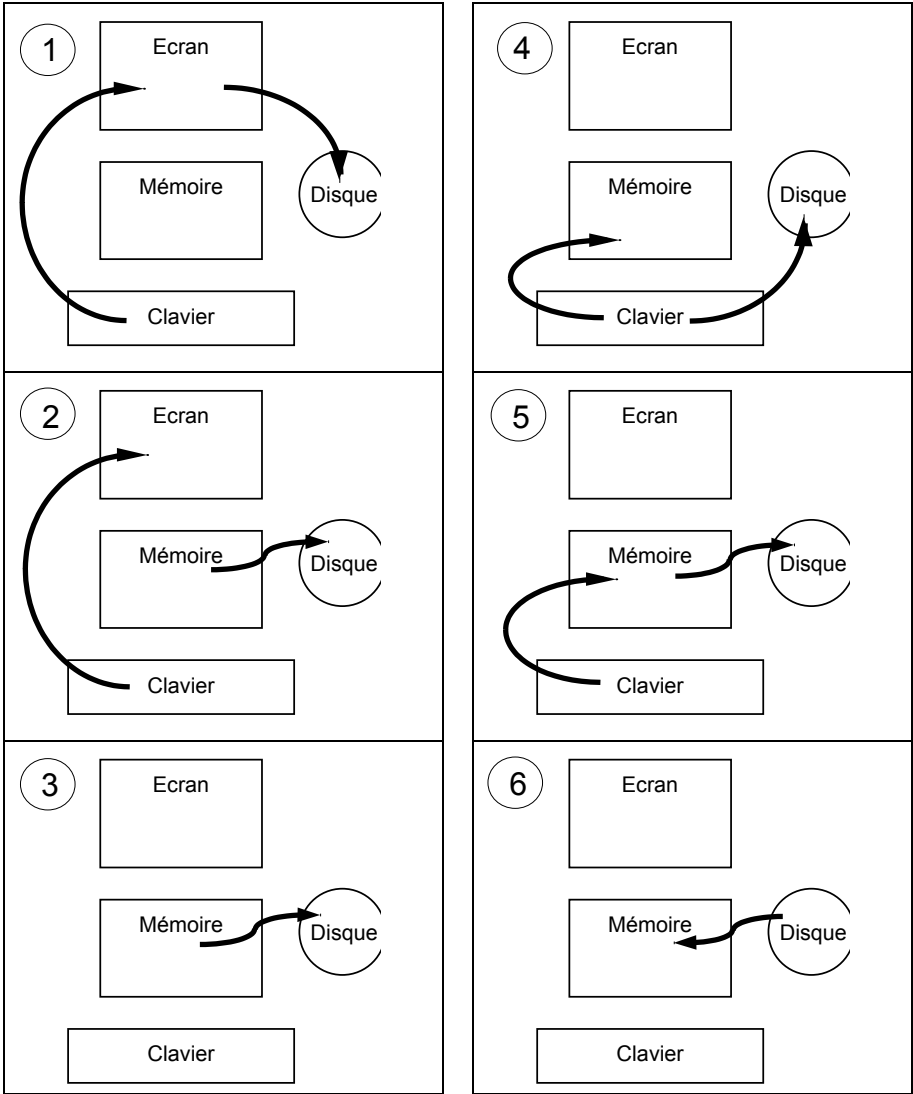 1
Ecran
Mémoire
Disque
Clavier
2
Ecran
Mémoire
Disque
Clavier
3
Ecran
Mémoire
Disque
Clavier
4
Ecran
Mémoire
Disque
Clavier
5
Ecran
Mémoire
Disque
Clavier
6
Ecran
Mémoire
Disque
Clavier